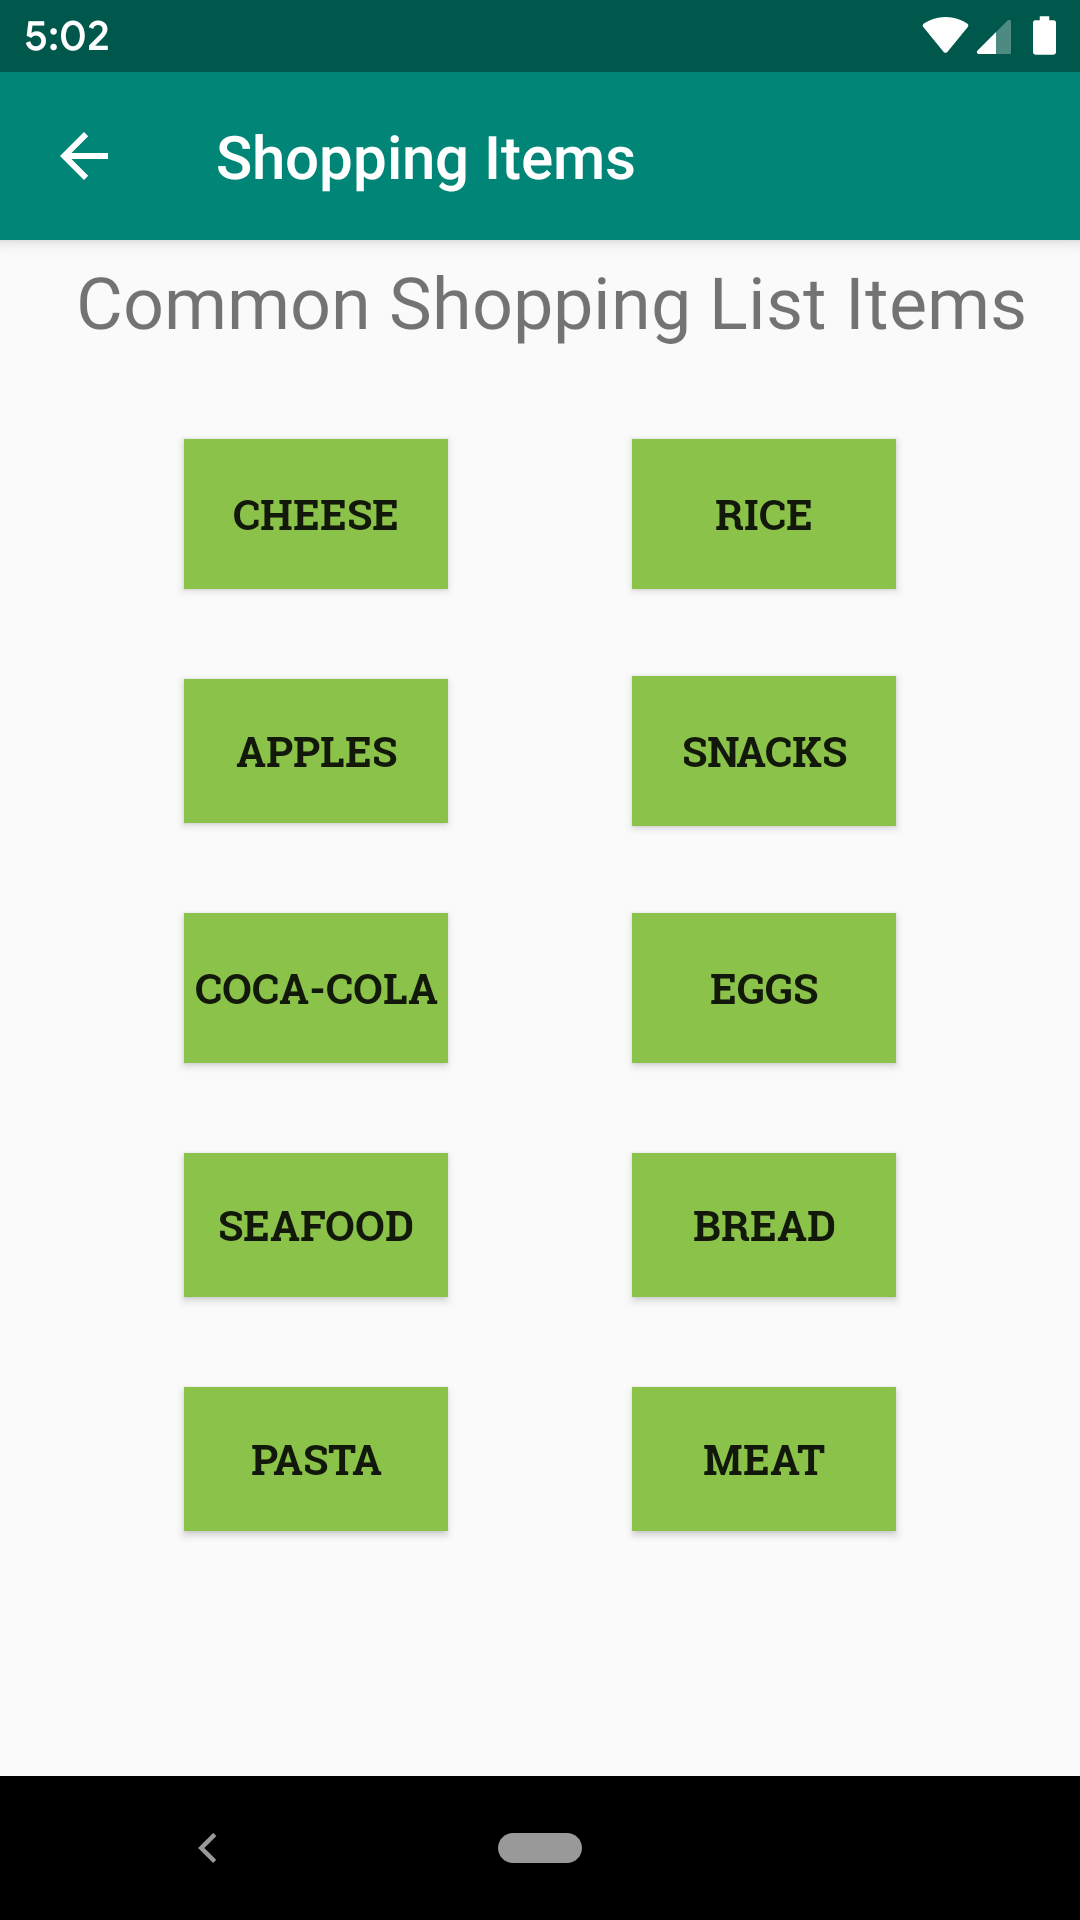 5:02
Shopping Items
Common Shopping List Items
CHEESE
RICE
APPLES
SNACKS
COCA-COLA
EGGS
SEAFOOD
BREAD
PASTA
MEAT